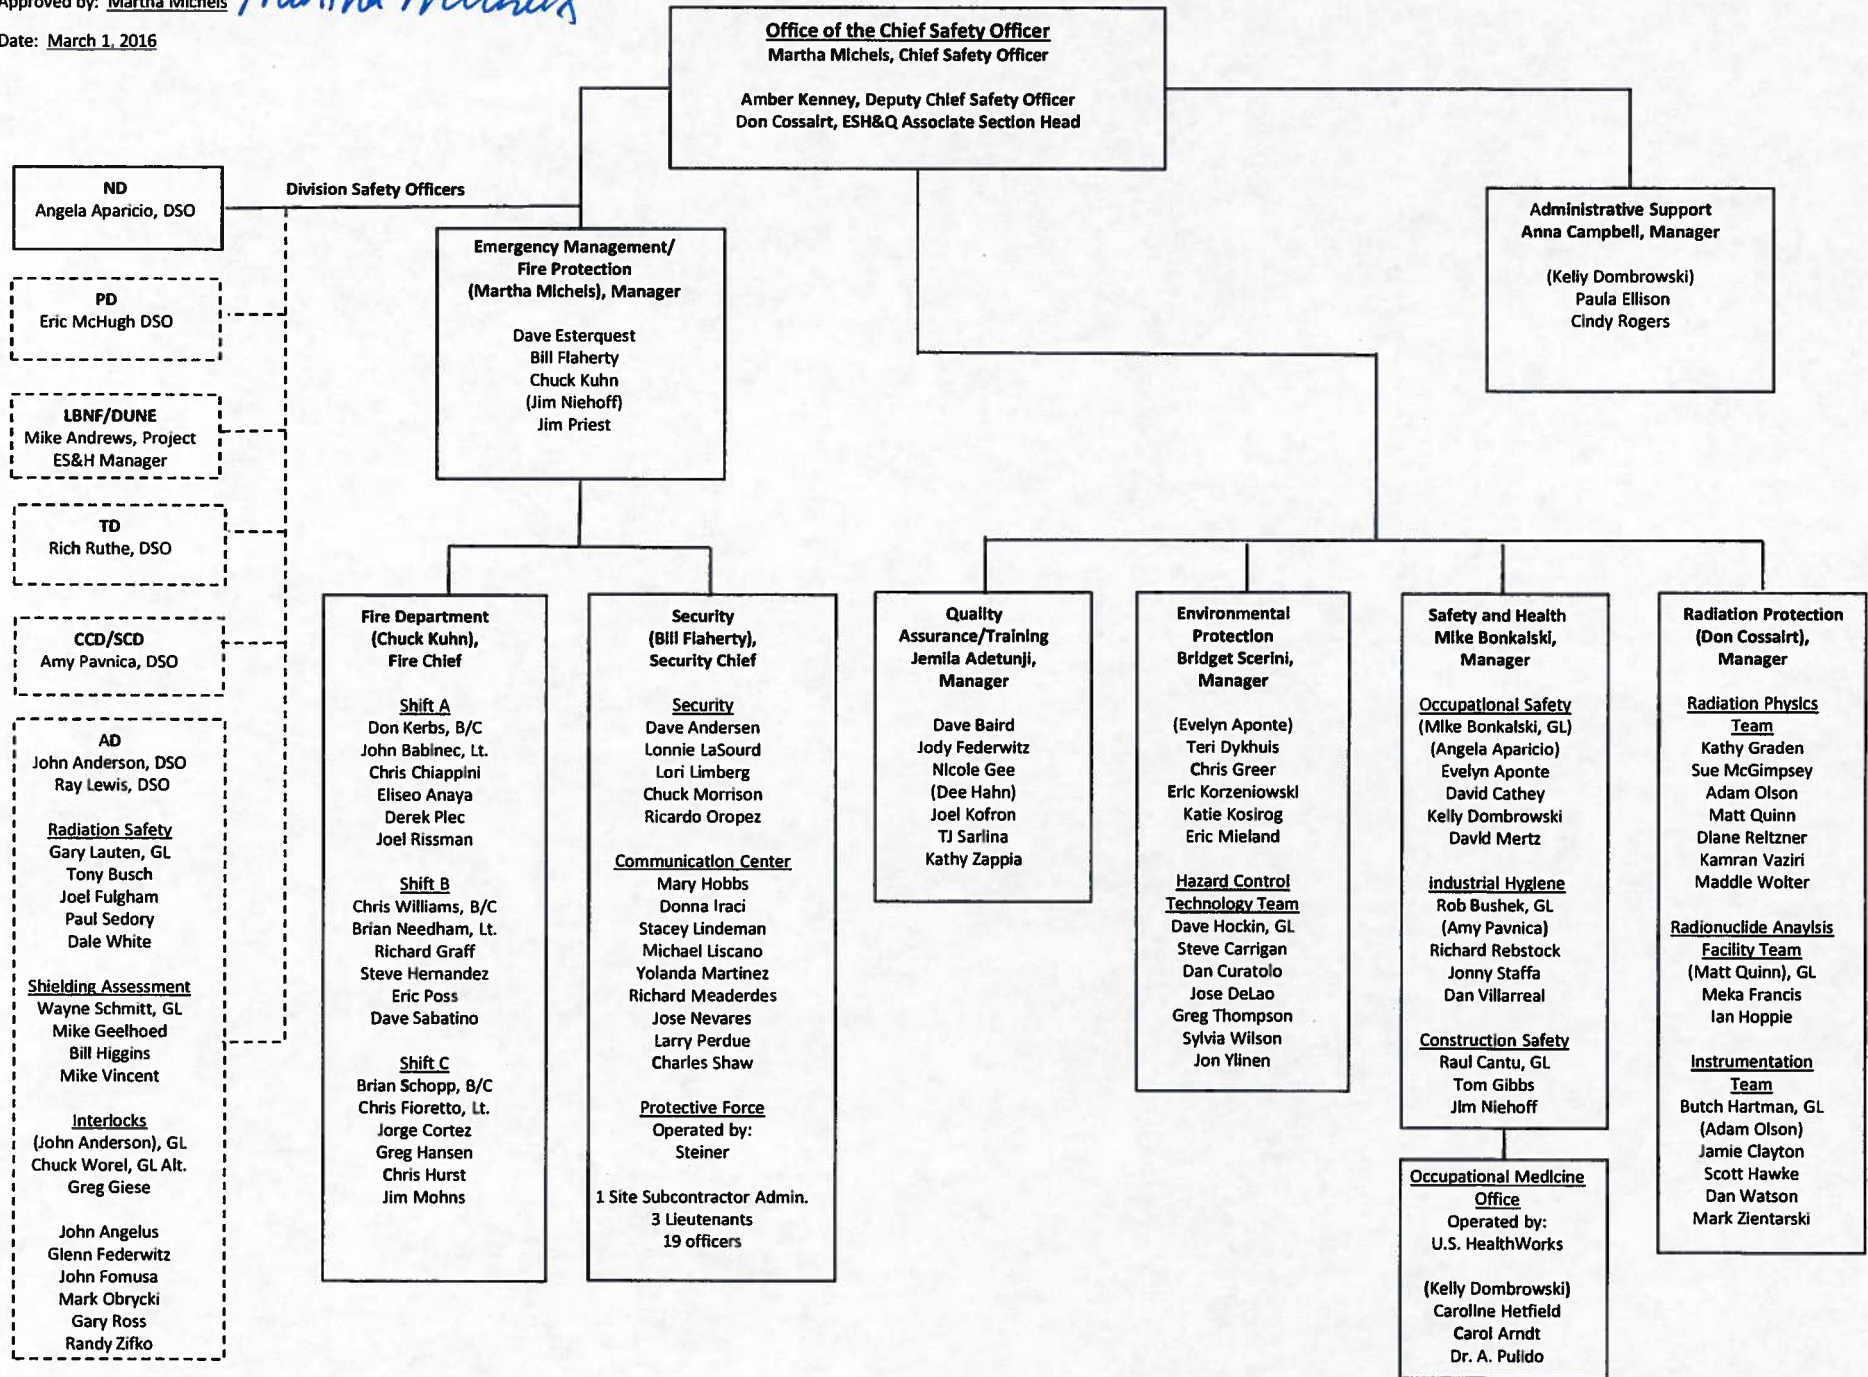 Approved by: Martha Michels
Martha Michels
Date: March 1, 2016
Office of the Chief Safety Officer
Martha Michels, Chief Safety Officer
Amber Kenney, Deputy Chief Safety Officer
Don Cossairt, ESH&Q Associate Section Head
Division Safety Officers
ND
Angela Aparicio, DSO
PD
Eric McHugh DSO
LBNF/DUNE
Mike Andrews, Project
ES&H Manager
TD
Rich Ruthe, DSO
CCD/SCD
Amy Pavnica, DSO
AD
John Anderson, DSO
Ray Lewis, DSO
Radiation Safety
Gary Lauten, GL
Tony Busch
Joel Fulgham
Paul Sedory
Dale White
Shielding Assessment
Wayne Schmitt, GL
Mike Geelhoed
Bill Higgins
Mike Vincent
Interlocks
(John Anderson), GL
Chuck Worel, GL Alt.
Greg Giese
John Angelus
Glenn Federwitz
John Fomusa
Mark Obrycki
Gary Ross
Randy Zifko
Emergency Management/
Fire Protection
(Martha Michels), Manager
Dave Esterquest
Bill Flaherty
Chuck Kuhn
(Jim Niehoff)
Jim Priest
Administrative Support
Anna Campbell, Manager
(Kelly Dombrowski)
Paula Ellison
Cindy Rogers
Fire Department
(Chuck Kuhn),
Fire Chief
Shift A
Don Kerbs, B/C
John Babinec, Lt.
Chris Chiappini
Eliseo Anaya
Derek Plec
Joel Rissman
Shift B
Chris Williams, B/C
Brian Needham, Lt.
Richard Graff
Steve Hernandez
Eric Poss
Dave Sabatino
Shift C
Brian Schopp, B/C
Chris Fioretto, Lt.
Jorge Cortez
Greg Hansen
Chris Hurst
Jim Mohns
Security
(Bill Flaherty),
Security Chief
Security
Dave Andersen
Lonnie LaSourd
Lori Limberg
Chuck Morrison
Ricardo Oropez
Communication Center
Mary Hobbs
Donna Iraci
Stacey Lindeman
Michael Liscano
Yolanda Martinez
Richard Meaderdes
Jose Nevares
Larry Perdue
Charles Shaw
Protective Force
Operated by:
Steiner
1 Site Subcontractor Admin.
3 Lieutenants
19 officers
Quality
Assurance/Training
Jemila Adetunji,
Manager
Dave Baird
Jody Federwitz
Nicole Gee
(Dee Hahn)
Joel Kofron
TJ Sarlina
Kathy Zappia
Environmental
Protection
Bridget Scerini,
Manager
(Evelyn Aponte)
Teri Dykhuis
Chris Greer
Eric Korzeniowski
Katie Kosirog
Eric Mieland
Hazard Control
Technology Team
Dave Hockin, GL
Steve Carrigan
Dan Curatolo
Jose DeLao
Greg Thompson
Sylvia Wilson
Jon Ylinen
Safety and Health
Mike Bonkalski,
Manager
Occupational Safety
(Mike Bonkalski, GL)
(Angela Aparicio)
Evelyn Aponte
David Cathey
Kelly Dombrowski
David Mertz
Industrial Hygiene
Rob Bushek, GL
(Amy Pavnica)
Richard Rebstock
Jonny Staffa
Dan Villarreal
Construction Safety
Raul Cantu, GL
Tom Gibbs
Jim Niehoff
Occupational Medicine
Office
Operated by:
U.S. HealthWorks
(Kelly Dombrowski)
Caroline Hetfield
Carol Arndt
Dr. A. Pulido
Radiation Protection
(Don Cossairt),
Manager
Radiation Physics
Team
Kathy Graden
Sue McGimpsey
Adam Olson
Matt Quinn
Diane Reitzner
Kamran Vaziri
Maddie Wolter
Radionuclide Anaylsis
Facility Team
(Matt Quinn), GL
Meka Francis
Ian Hoppie
Instrumentation
Team
Butch Hartman, GL
(Adam Olson)
Jamie Clayton
Scott Hawke
Dan Watson
Mark Zientarski